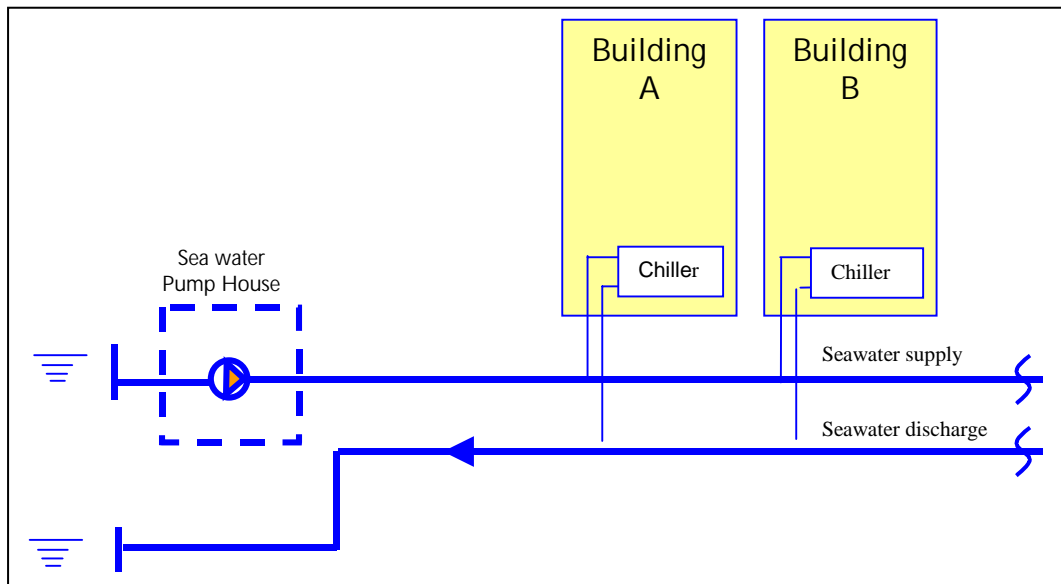 Building
A
Building
B
Sea water
Pump House
Chiller
Chiller
Seawater supply
Seawater discharge